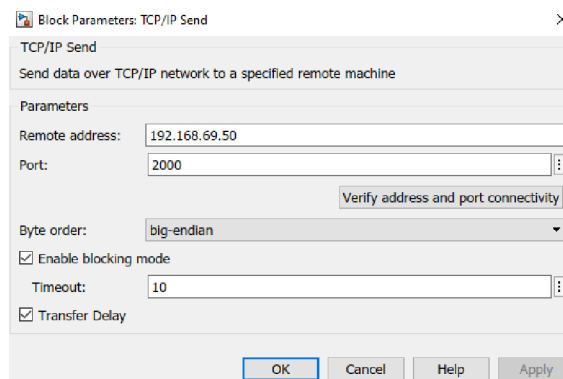 Block Parameters: TCP/IP Send
TCP/IP Send
Send data over TCP/IP network to a specified remote machine
Parameters
Remote address: 192.168.69.50
Port: 2000
Verify address and port connectivity
Byte order: big-endian
Enable blocking mode
Timeout: 10
Transfer Delay
OK Cancel Help Apply